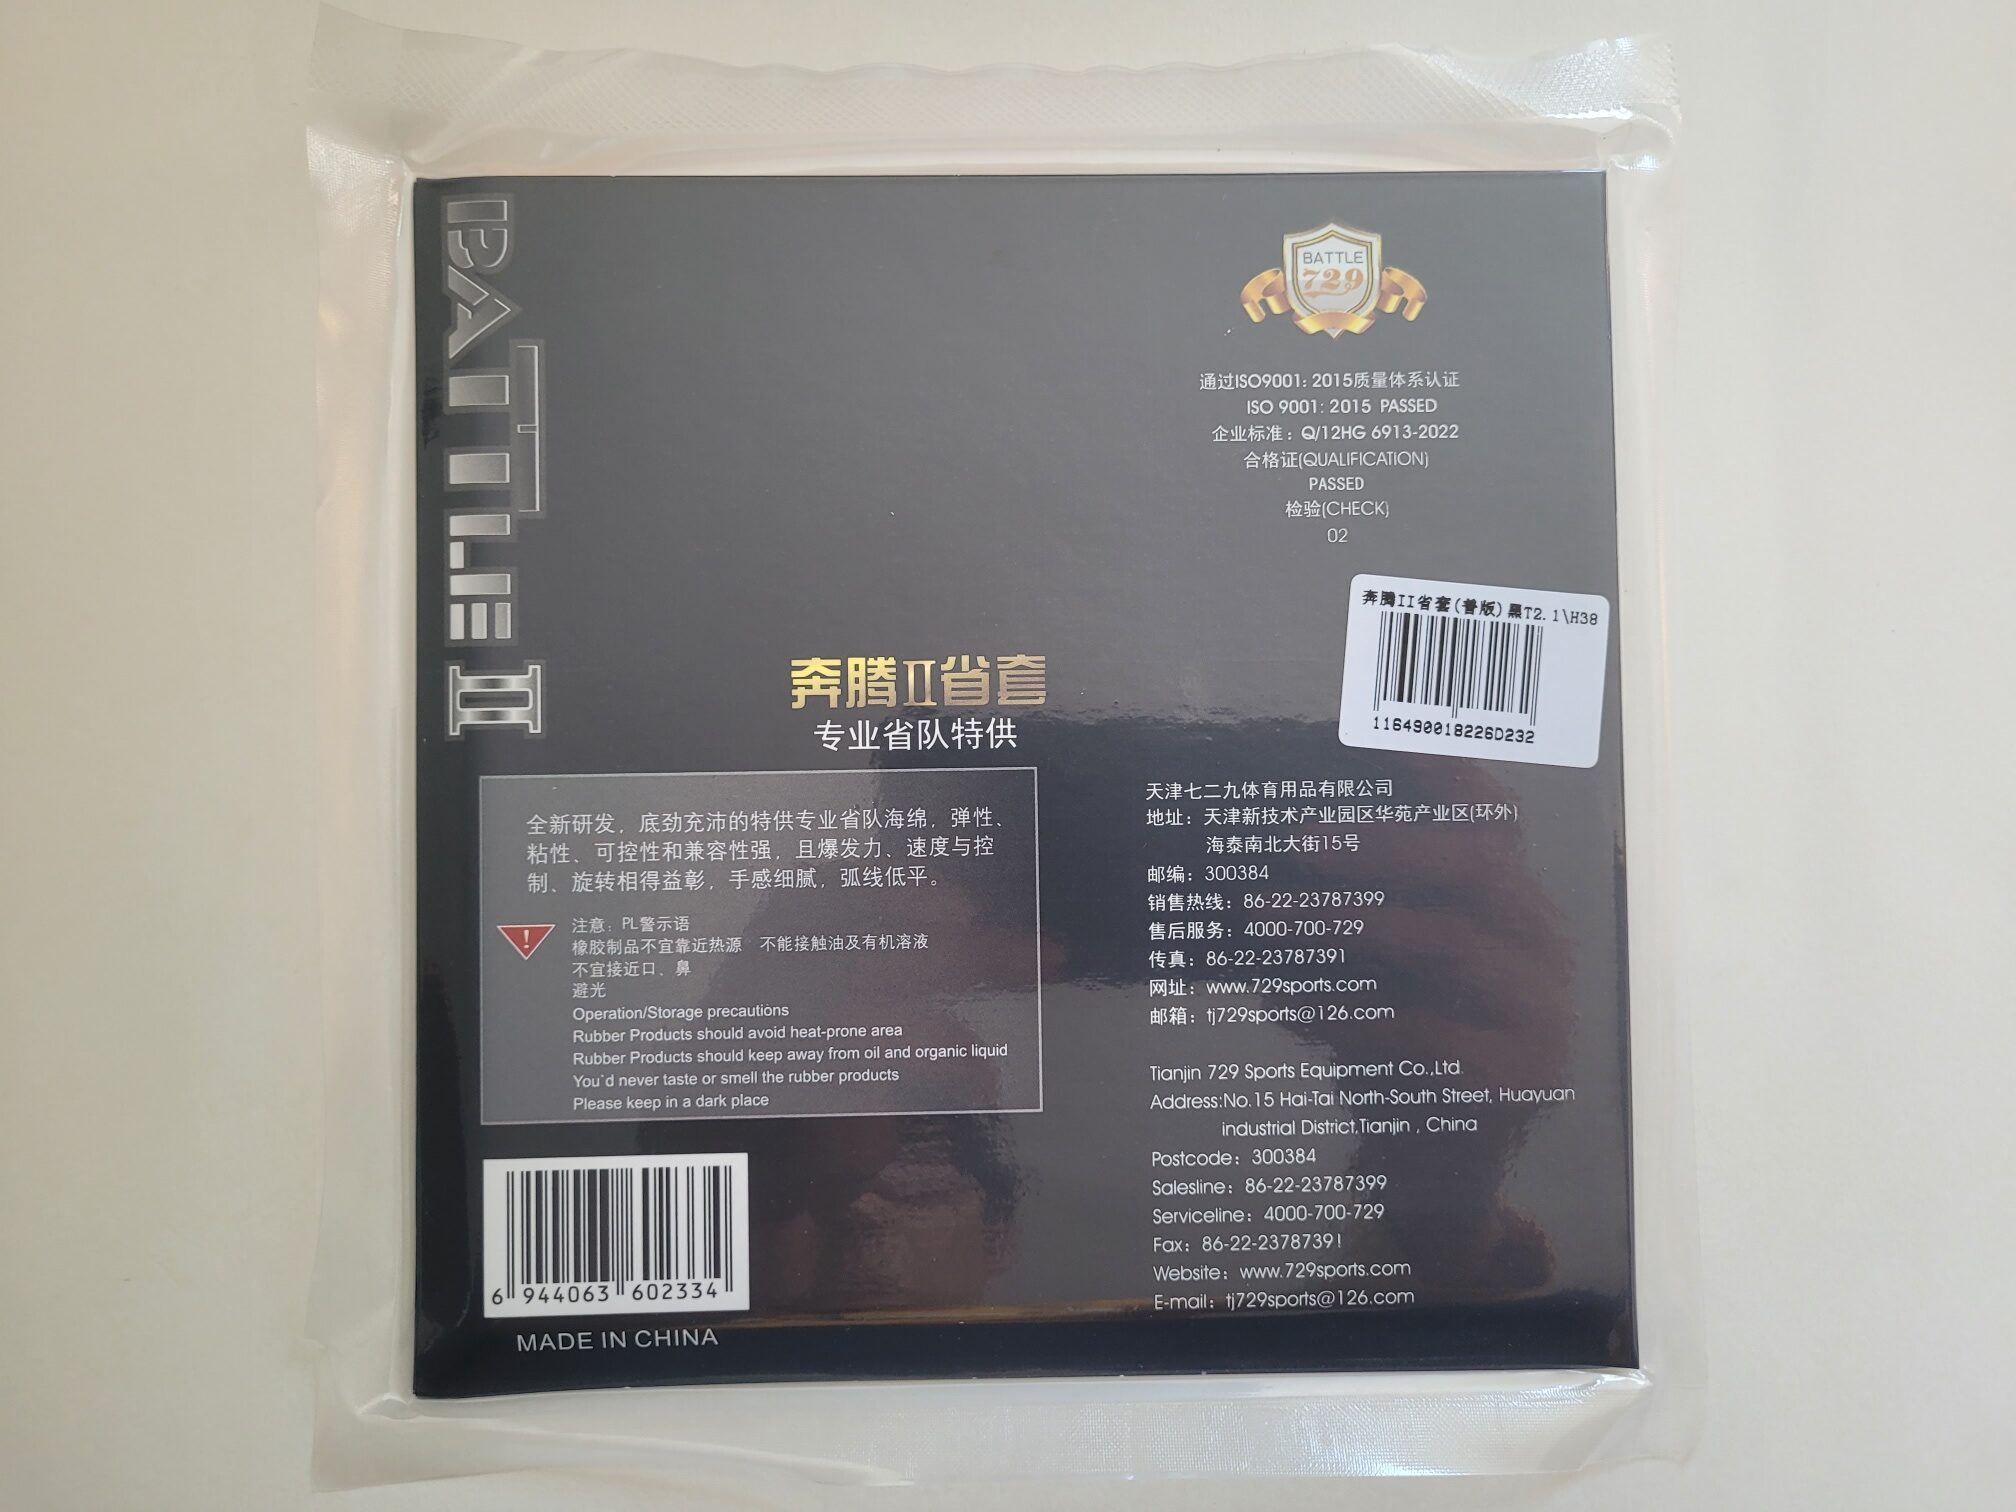 BATTLE II
BATTLE
729
通过ISO9001: 2015质量体系认证
ISO 9001: 2015 PASSED
企业标准：Q/12HG 6913-2022
合格证(QUALIFICATION)
PASSED
检验(CHECK)
02
奔腾II省套(普版)黑T2.1\H38
116490018226D232
奔腾II省套
专业省队特供
全新研发，底劲充沛的特供专业省队海绵，弹性、
粘性、可控性和兼容性强，且爆发力、速度与控
制、旋转相得益彰，手感细腻，弧线低平。
注意：PL警示语
橡胶制品不宜靠近热源 不能接触油及有机溶液
不宜接近口、鼻
避光
Operation/Storage precautions
Rubber Products should avoid heat-prone area
Rubber Products should keep away from oil and organic liquid
You`d never taste or smell the rubber products
Please keep in a dark place
天津七二九体育用品有限公司
地址：天津新技术产业园区华苑产业区(环外)
海泰南北大街15号
邮编：300384
销售热线：86-22-23787399
售后服务：4000-700-729
传真：86-22-23787391
网址：www.729sports.com
邮箱：tj729sports@126.com
Tianjin 729 Sports Equipment Co.,Ltd.
Address:No.15 Hai-Tai North-South Street, Huayuan
industrial District,Tianjin , China
Postcode：300384
Salesline：86-22-23787399
Serviceline：4000-700-729
Fax：86-22-23787391
Website：www.729sports.com
E-mail：tj729sports@126.com
6 944063 602334
MADE IN CHINA